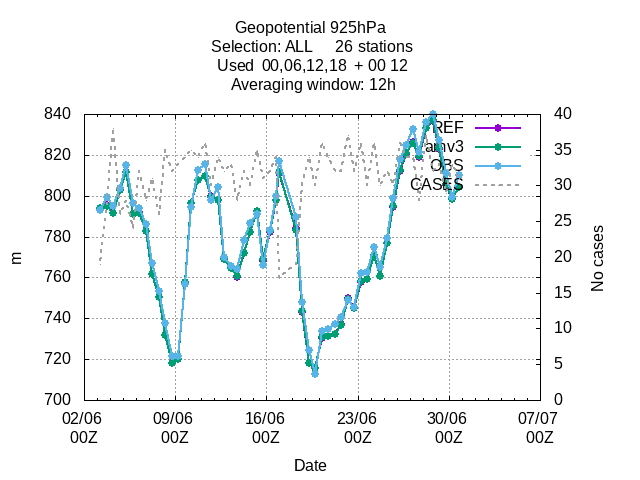 Geopotential 925hPa
Selection: ALL 26 stations
Used 00,06,12,18 + 00 12
Averaging window: 12h
840
820
800
780
760
740
720
700
m
40
35
30
25
20
15
10
5
0
No cases
REF
amv3
OBS
CASES
02/06 09/06 16/06 23/06 30/06 07/07
00Z 00Z 00Z 00Z 00Z 00Z
Date